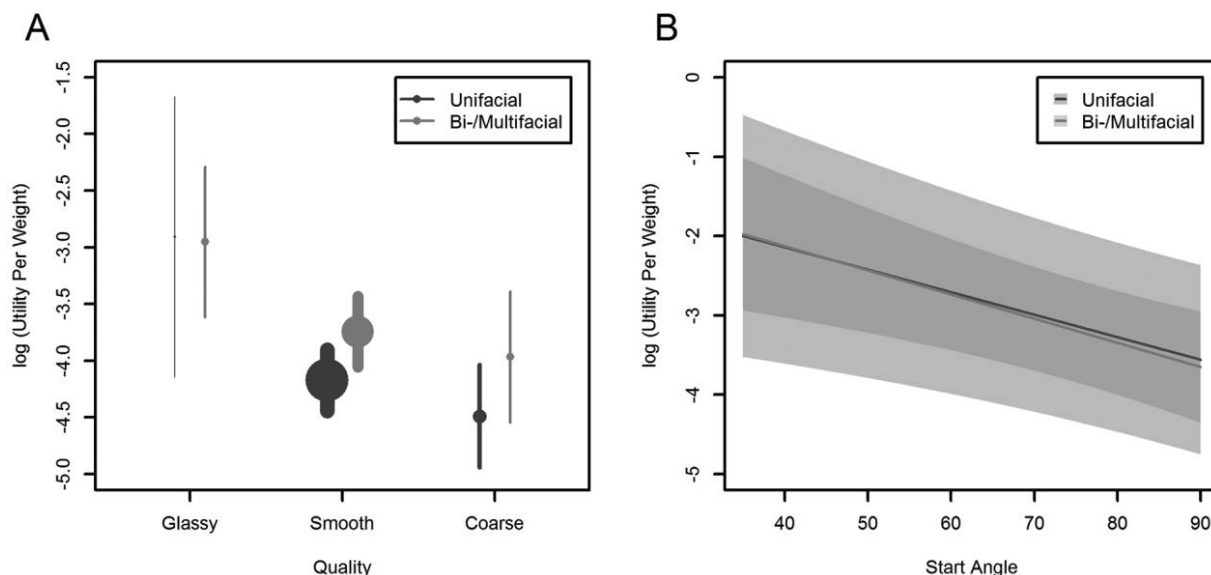 A
log (Utility Per Weight)
-1.5
-2.0
-2.5
-3.0
-3.5
-4.0
-4.5
-5.0
Unifacial
Bi-/Multifacial
Glassy Smooth Coarse
Quality
B
log (Utility Per Weight)
0
-1
-2
-3
-4
-5
Unifacial
Bi-/Multifacial
40 50 60 70 80 90
Start Angle